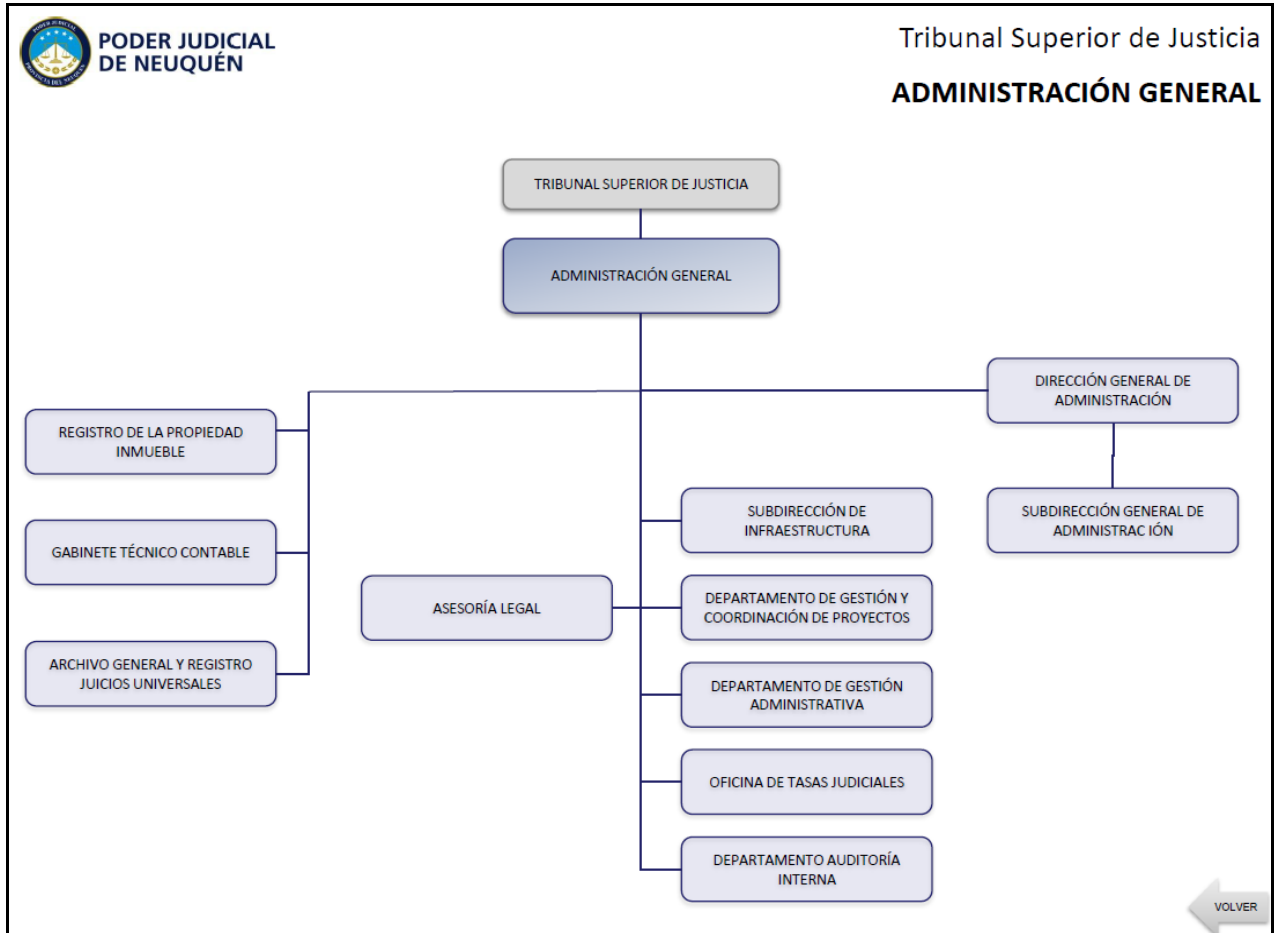 PODER JUDICIAL
DE NEUQUÉN
Tribunal Superior de Justicia
ADMINISTRACIÓN GENERAL
TRIBUNAL SUPERIOR DE JUSTICIA
ADMINISTRACIÓN GENERAL
DIRECCIÓN GENERAL DE
ADMINISTRACIÓN
REGISTRO DE LA PROPIEDAD
INMUEBLE
SUBDIRECCIÓN DE
INFRAESTRUCTURA
SUBDIRECCIÓN GENERAL DE
ADMINISTRAC IÓN
GABINETE TÉCNICO CONTABLE
ASESORÍA LEGAL
DEPARTAMENTO DE GESTIÓN Y
COORDINACIÓN DE PROYECTOS
ARCHIVO GENERAL Y REGISTRO
JUICIOS UNIVERSALES
DEPARTAMENTO DE GESTIÓN
ADMINISTRATIVA
OFICINA DE TASAS JUDICIALES
DEPARTAMENTO AUDITORÍA
INTERNA
VOLVER